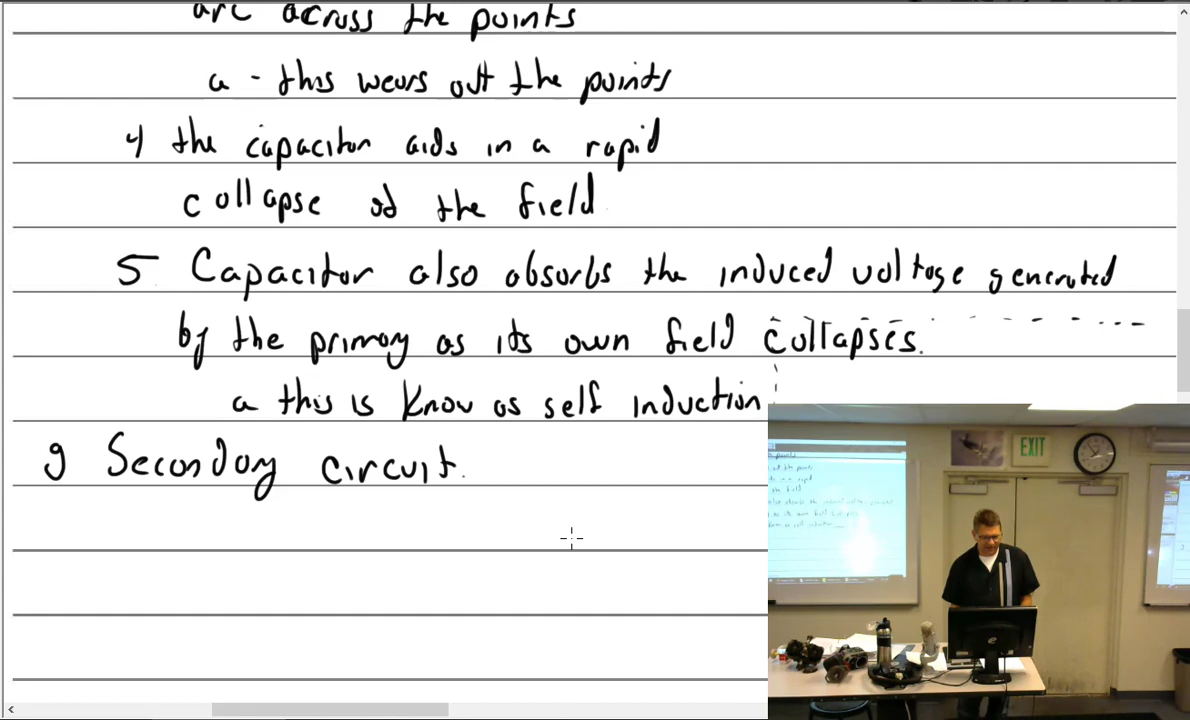 arc across the points
a - this wears out the points
4) the capacitor aids in a rapid
collapse of the field
5 Capacitor also absorbs the induced voltage generated
by the primary as its own field collapses.
a this is know as self induction
g Secondary circuit.
EXIT